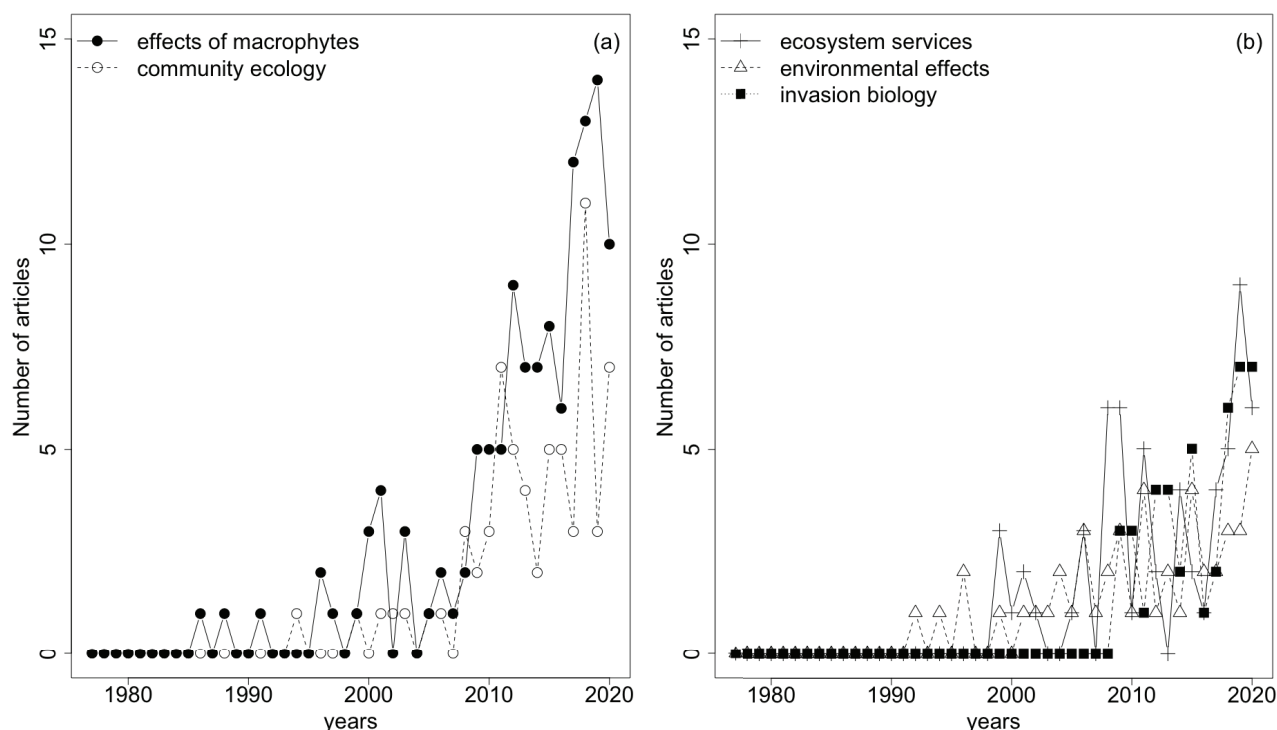 effects of macrophytes
community ecology
(a)
15
10
5
0
Number of articles
1980
1990
2000
2010
2020
years
ecosystem services
environmental effects
invasion biology
(b)
15
10
5
0
Number of articles
1980
1990
2000
2010
2020
years